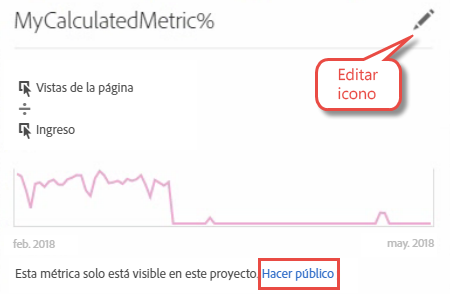 MyCalculatedMetric%
Editar
icono
Vistas de la página
÷
Ingreso
feb. 2018
may. 2018
Esta métrica solo está visible en este proyecto. Hacer público